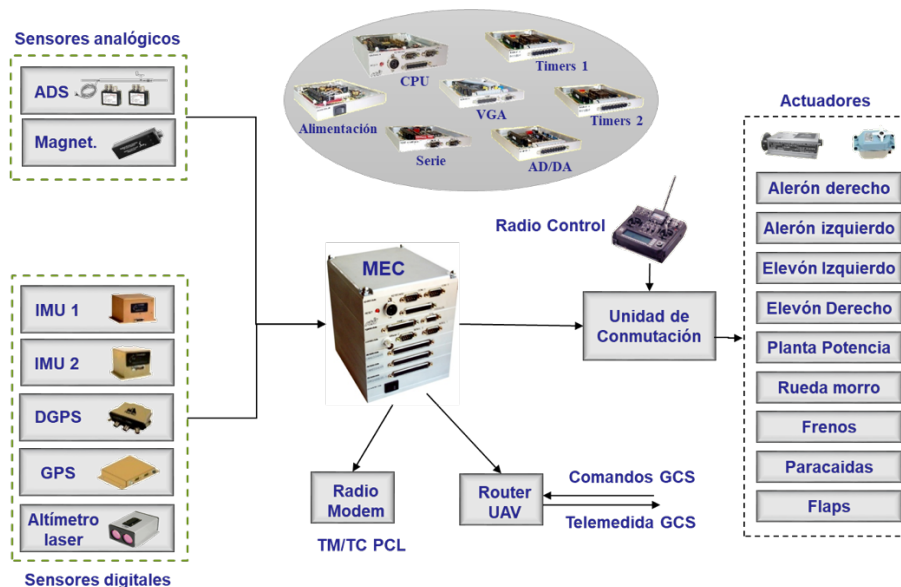 Sensores analógicos
ADS
Magnet.
CPU
Timers 1
Alimentación
VGA
Timers 2
Serie
AD/DA
Actuadores
Alerón derecho
Alerón izquierdo
Elevón Izquierdo
Elevón Derecho
Planta Potencia
Rueda morro
Frenos
Paracaidas
Flaps
Radio Control
MEC
Unidad de
Conmutación
IMU 1
IMU 2
DGPS
GPS
Altímetro
laser
Sensores digitales
Radio
Modem
TM/TC PCL
Router
UAV
Comandos GCS
Telemedida GCS